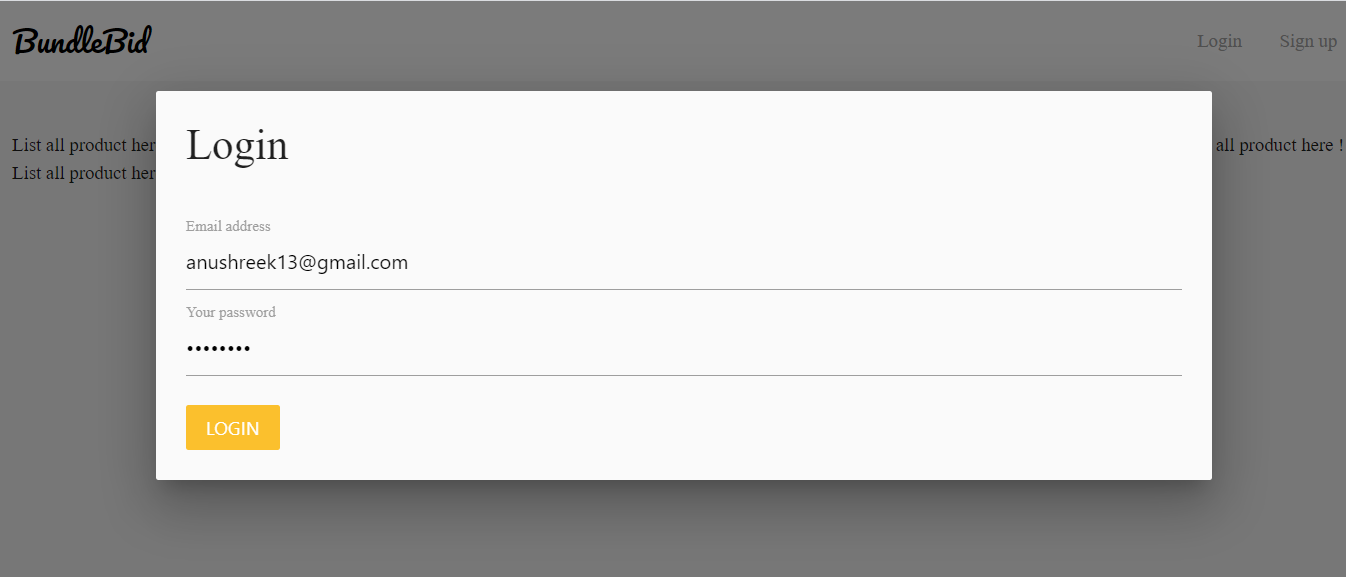 BundleBid
Login
Sign up
List all product her
all product here !
List all product her
Login
Email address
anushreek13@gmail.com
Your password
••••••••
LOGIN